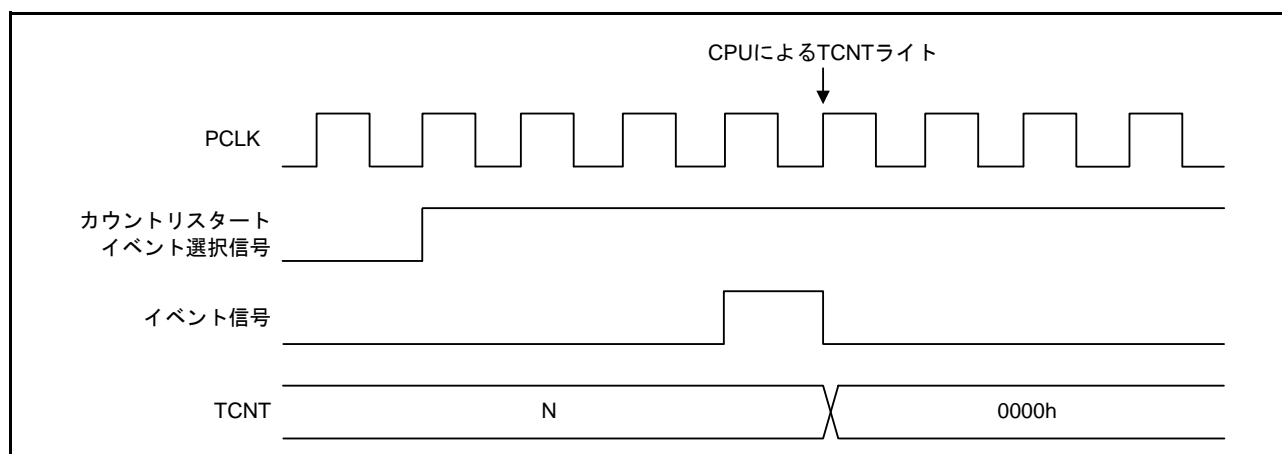 CPUによるTCNTライト
PCLK
カウントリスタート
イベント選択信号
イベント信号
TCNT
N
0000h